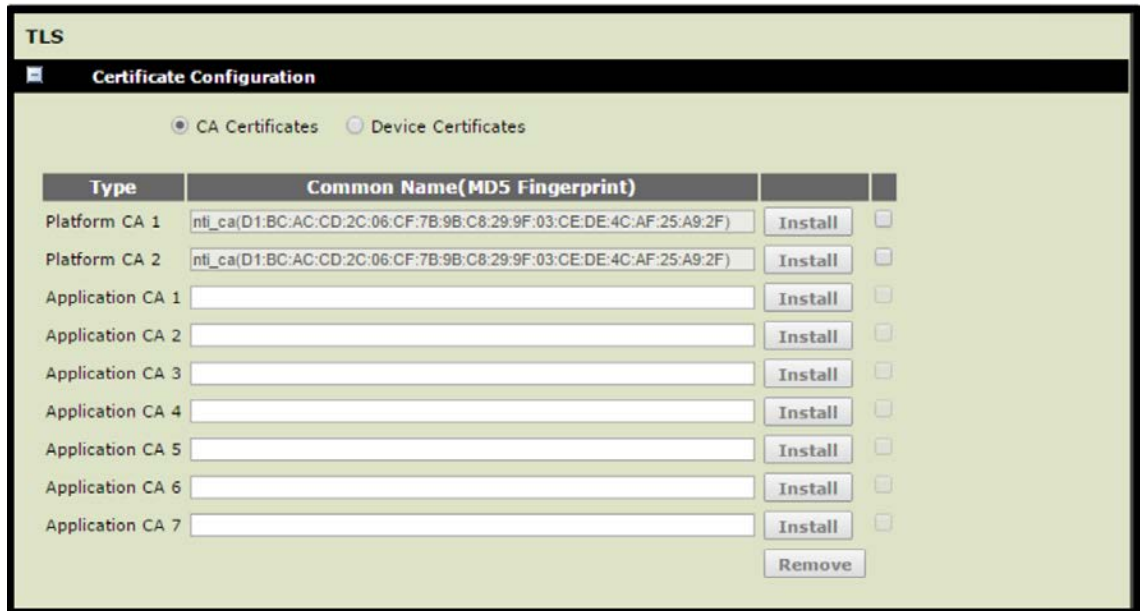 TLS
Certificate Configuration
CA Certificates Device Certificates
Type Common Name(MD5 Fingerprint)
Platform CA 1 nti_ca(D1:BC:AC:CD:2C:06:CF:7B:9B:C8:29:9F:03:CE:DE:4C:AF:25:A9:2F) Install
Platform CA 2 nti_ca(D1:BC:AC:CD:2C:06:CF:7B:9B:C8:29:9F:03:CE:DE:4C:AF:25:A9:2F) Install
Application CA 1 Install
Application CA 2 Install
Application CA 3 Install
Application CA 4 Install
Application CA 5 Install
Application CA 6 Install
Application CA 7 Install
Remove